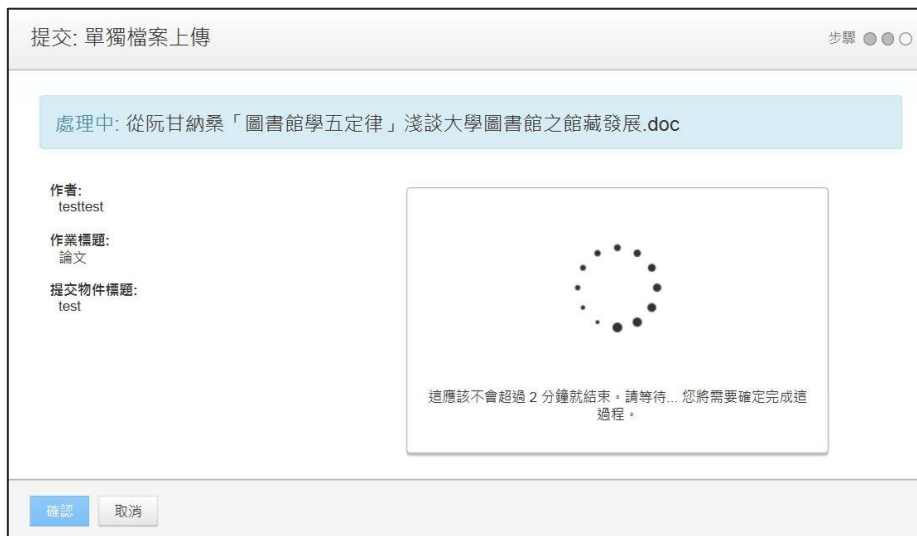 提交: 單獨檔案上傳
步驟
處理中: 從阮甘納桑「圖書館學五定律」淺談大學圖書館之館藏發展.doc
作者:
testtest
作業標題:
論文
提交物件標題:
test
這應該不會超過 2 分鐘就結束。請等待... 您將需要確定完成這
過程。
確認
取消